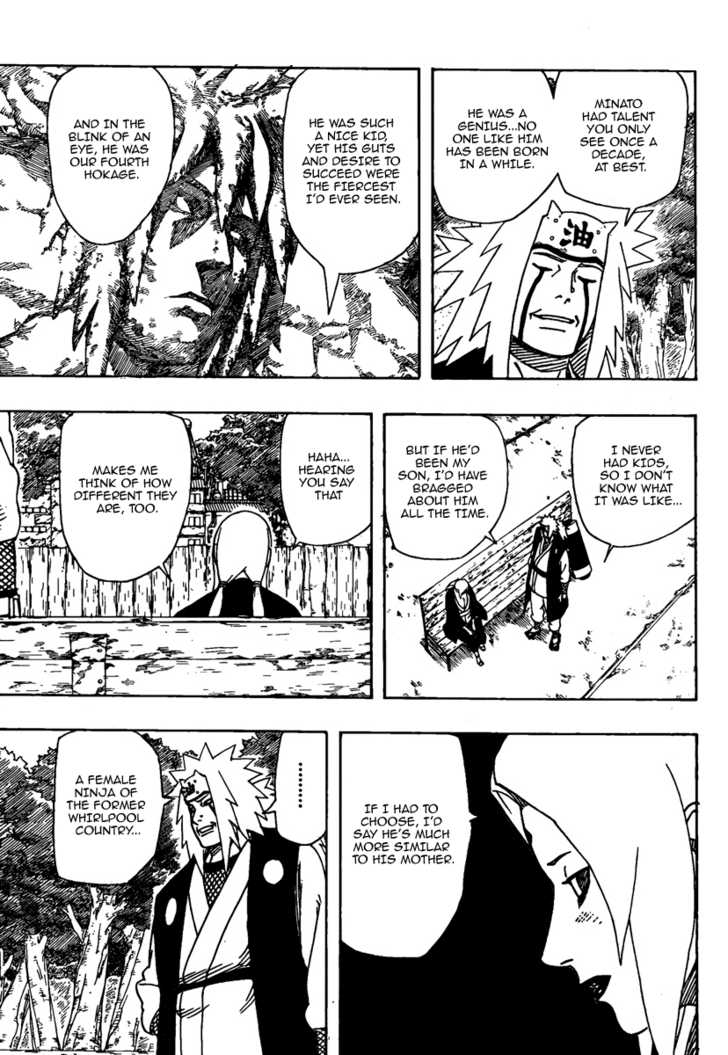 MINATO
HAD TALENT
YOU ONLY
SEE ONCE A
DECADE,
AT BEST.
HE WAS A
GENIUS...NO
ONE LIKE HIM
HAS BEEN BORN
IN A WHILE.
油
HE WAS SUCH
A NICE KID,
YET HIS GUTS
AND DESIRE TO
SUCCEED WERE
THE FIERCEST
I'D EVER SEEN.
AND IN THE
BLINK OF AN
EYE, HE WAS
OUR FOURTH
HOKAGE.
I NEVER
HAD KIDS,
SO I DON'T
KNOW WHAT
IT WAS LIKE...
BUT IF HE'D
BEEN MY
SON, I'D HAVE
BRAGGED
ABOUT HIM
ALL THE TIME.
HAHA...
HEARING
YOU SAY
THAT
MAKES ME
THINK OF HOW
DIFFERENT THEY
ARE, TOO.
IF I HAD TO
CHOOSE, I'D
SAY HE'S MUCH
MORE SIMILAR
TO HIS MOTHER.
.........
A FEMALE
NINJA OF
THE FORMER
WHIRLPOOL
COUNTRY...